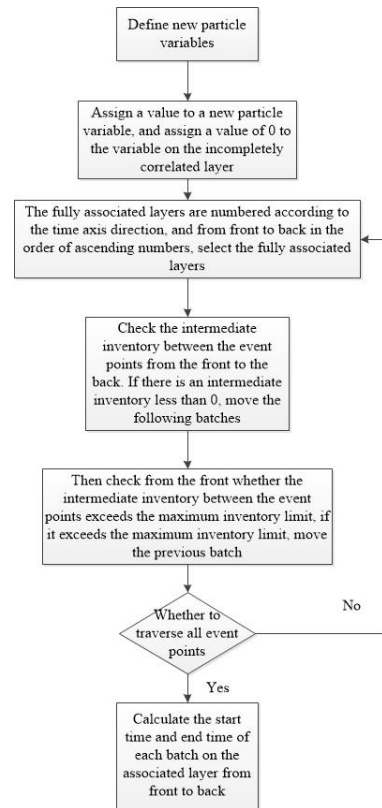 Define new particle
variables
Assign a value to a new particle
variable, and assign a value of 0 to
the variable on the incompletely
correlated layer
The fully associated layers are numbered according to
the time axis direction, and from front to back in the
order of ascending numbers, select the fully associated
layers
Check the intermediate
inventory between the event
points from the front to the
back. If there is an intermediate
inventory less than 0, move the
following batches
Then check from the front whether the
intermediate inventory between the event
points exceeds the maximum inventory limit, if
it exceeds the maximum inventory limit, move
the previous batch
Whether to
traverse all event
points
No
Yes
Calculate the start
time and end time of
each batch on the
associated layer from
front to back